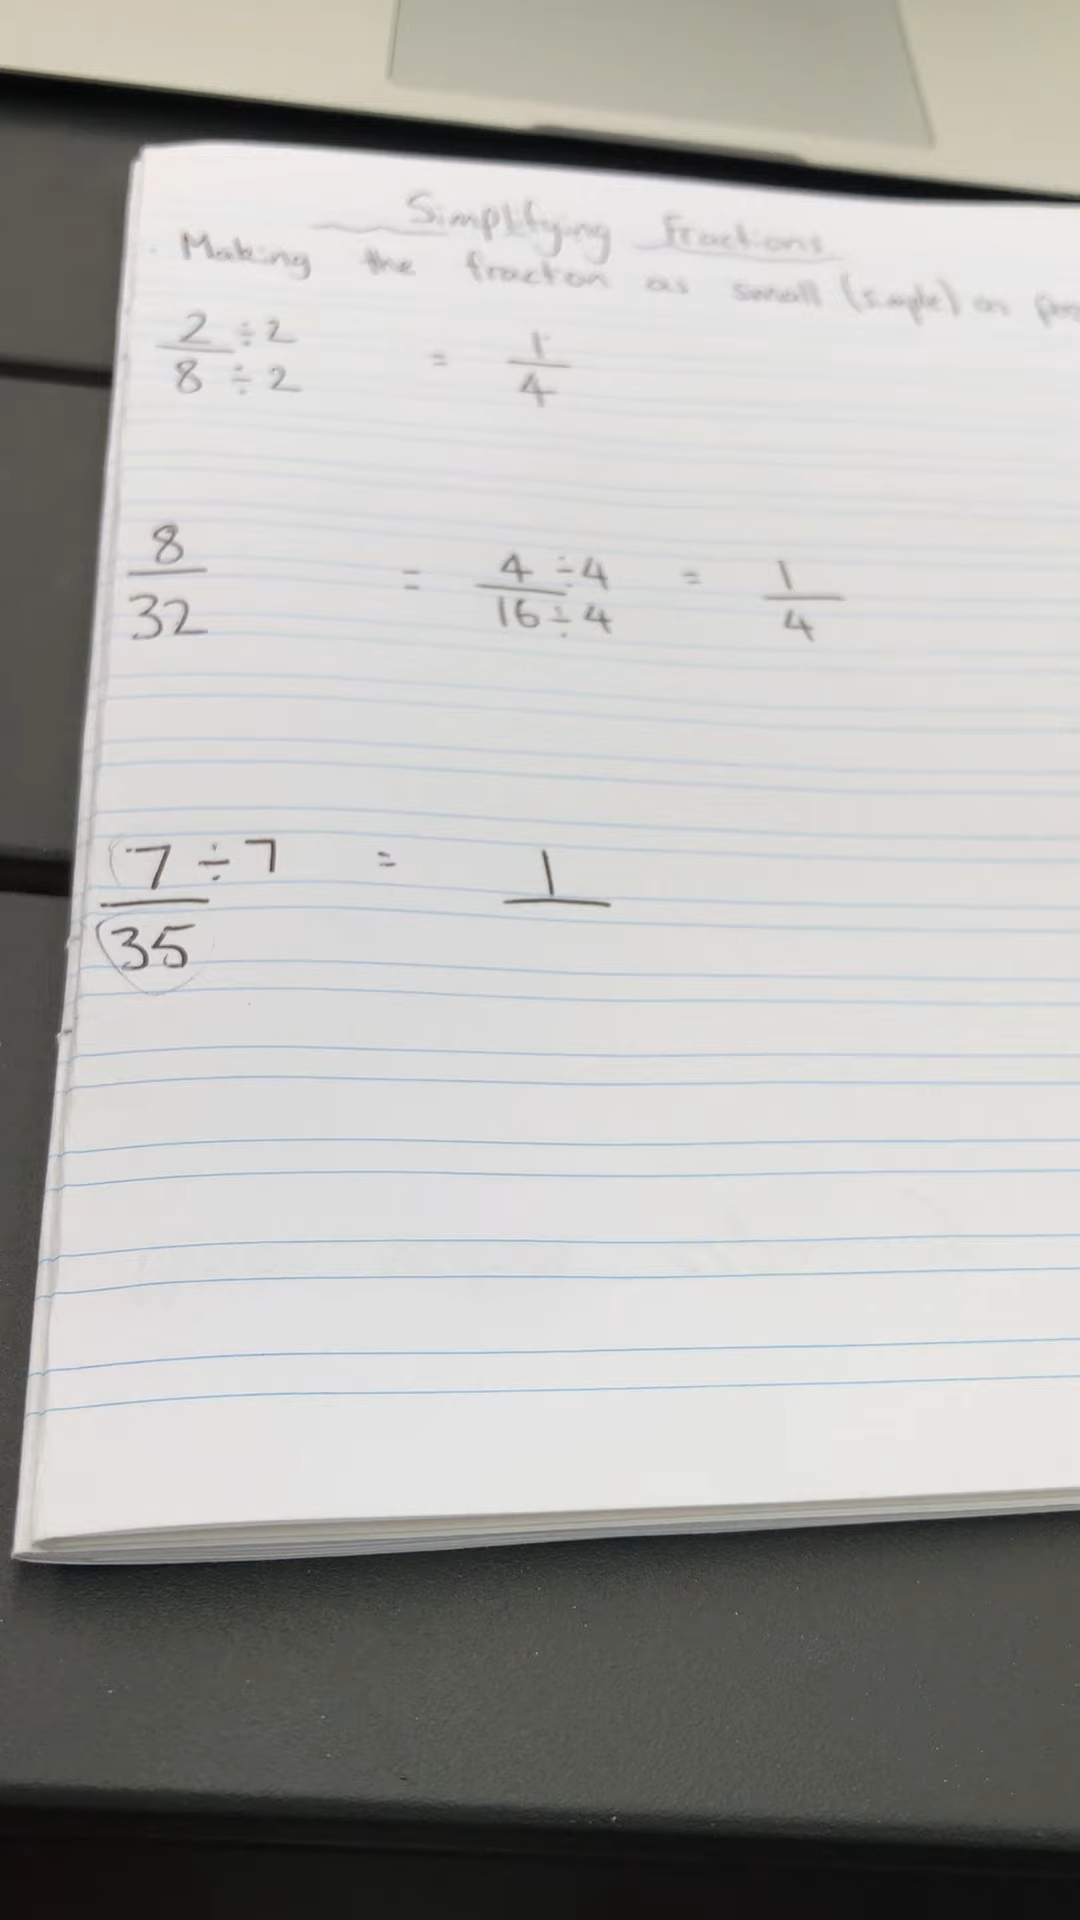 Simplifying Fractions
Making the fraction as small (simple) as
2 ÷ 2
8 ÷ 2
= 1
4
8
32
= 4 ÷ 4
16 ÷ 4
= 1
4
7 ÷ 7 = 1
35